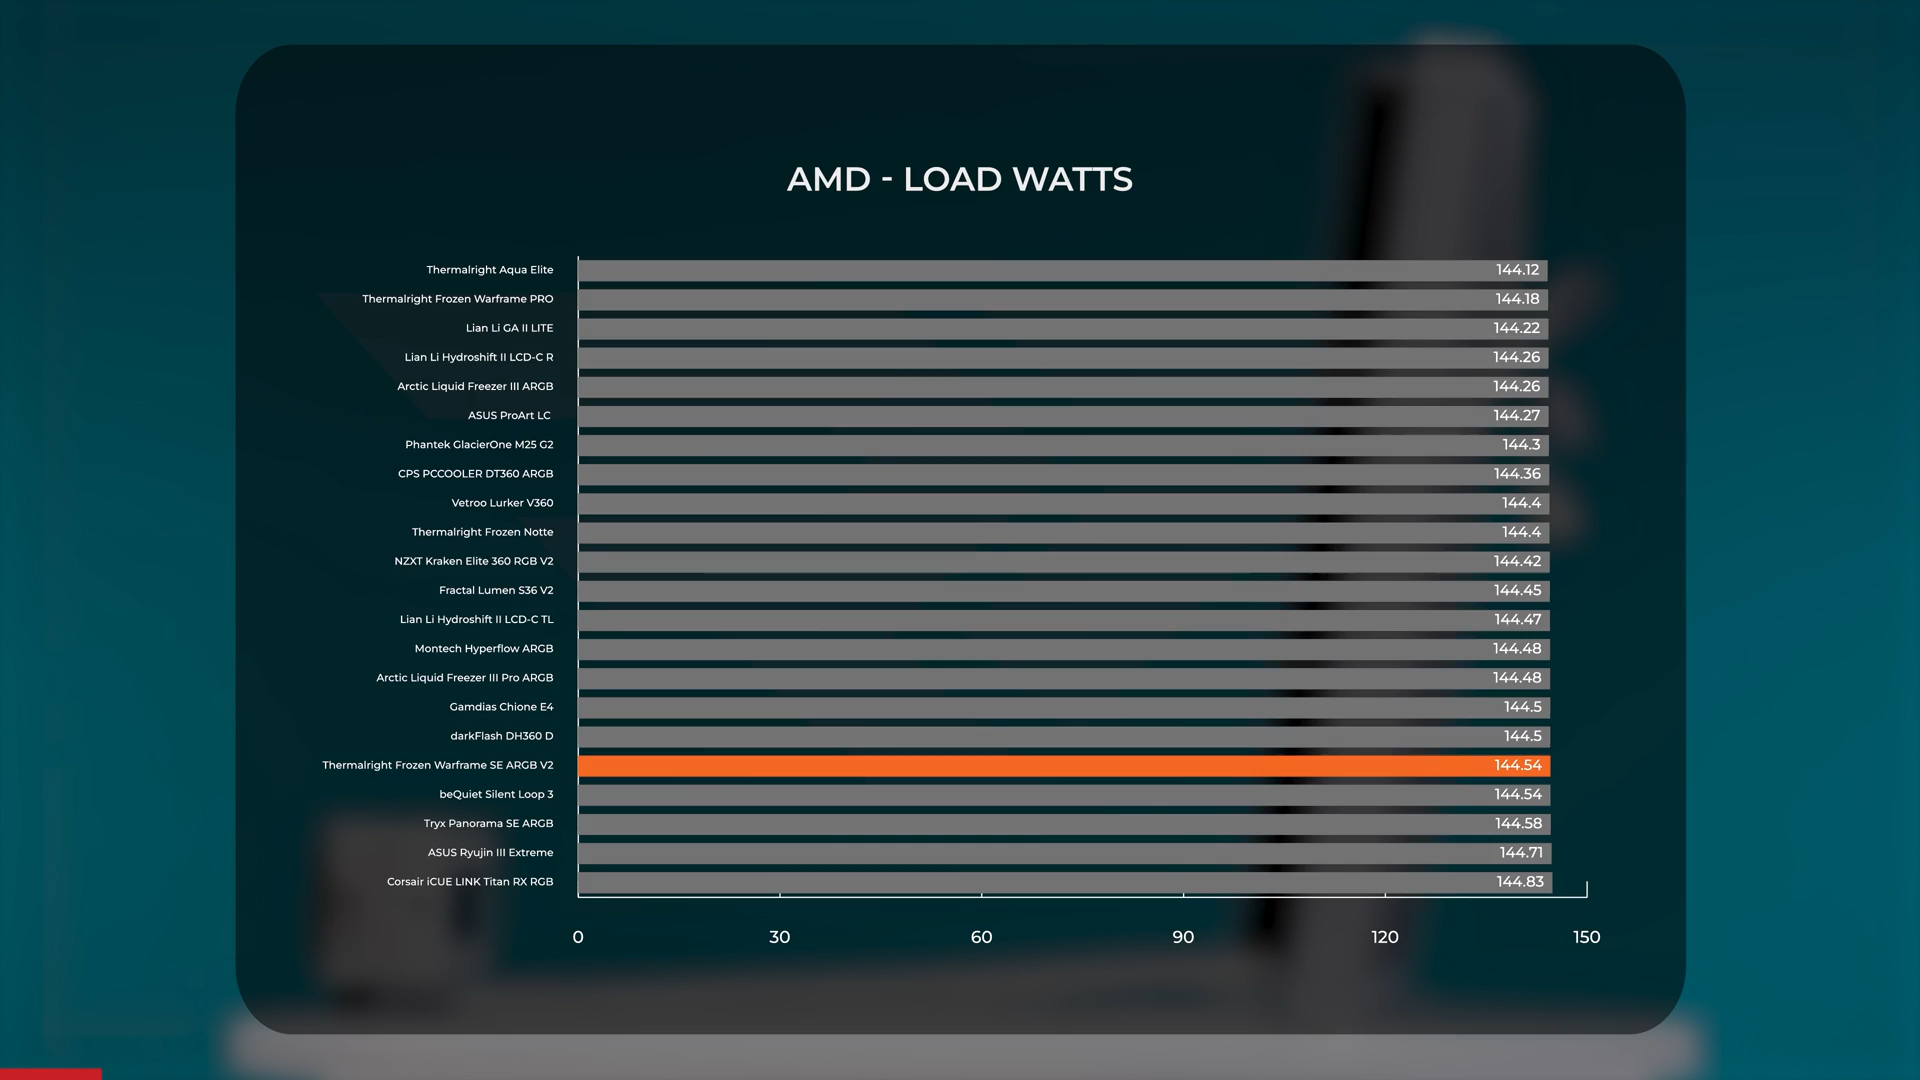 AMD - LOAD WATTS
Thermalright Aqua Elite 144.12
Thermalright Frozen Warframe PRO 144.18
Lian Li GA II LITE 144.22
Lian Li Hydroshift II LCD-C R 144.26
Arctic Liquid Freezer III ARGB 144.26
ASUS ProArt LC 144.27
Phantek GlacierOne M25 G2 144.3
CPS PCCOOLER DT360 ARGB 144.36
Vetroo Lurker V360 144.4
Thermalright Frozen Notte 144.4
NZXT Kraken Elite 360 RGB V2 144.42
Fractal Lumen S36 V2 144.45
Lian Li Hydroshift II LCD-C TL 144.47
Montech Hyperflow ARGB 144.48
Arctic Liquid Freezer III Pro ARGB 144.48
Gamdias Chione E4 144.5
darkFlash DH360 D 144.5
Thermalright Frozen Warframe SE ARGB V2 144.54
beQuiet Silent Loop 3 144.54
Tryx Panorama SE ARGB 144.58
ASUS Ryujin III Extreme 144.71
Corsair iCUE LINK Titan RX RGB 144.83
0 30 60 90 120 150